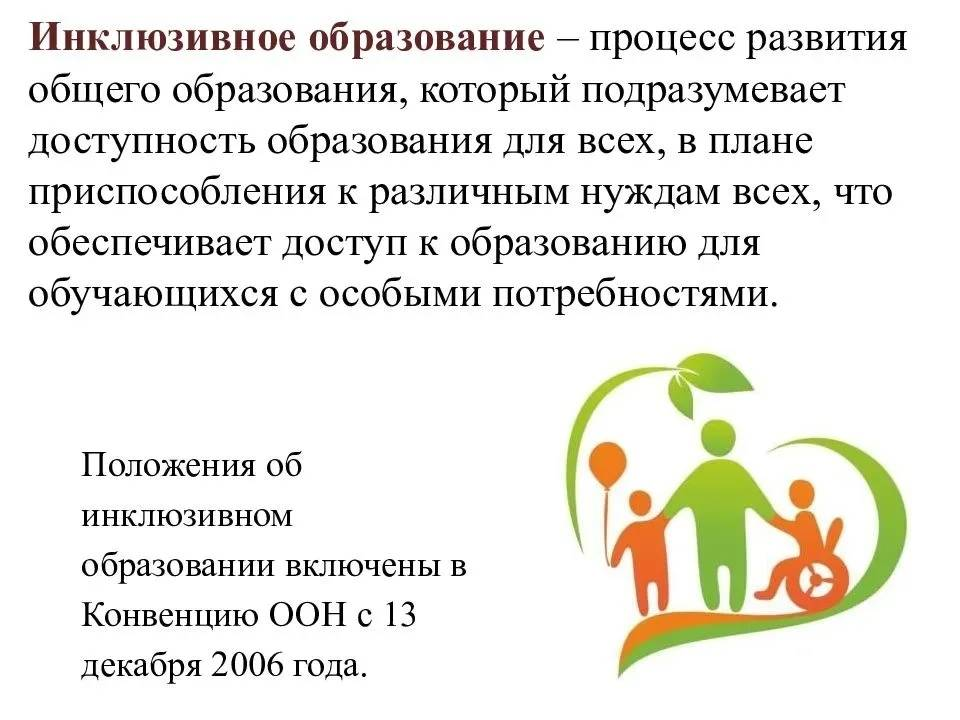 Инклюзивное образование – процесс развития
общего образования, который подразумевает
доступность образования для всех, в плане
приспособления к различным нуждам всех, что
обеспечивает доступ к образованию для
обучающихся с особыми потребностями.
Положения об
инклюзивном
образовании включены в
Конвенцию ООН с 13
декабря 2006 года.